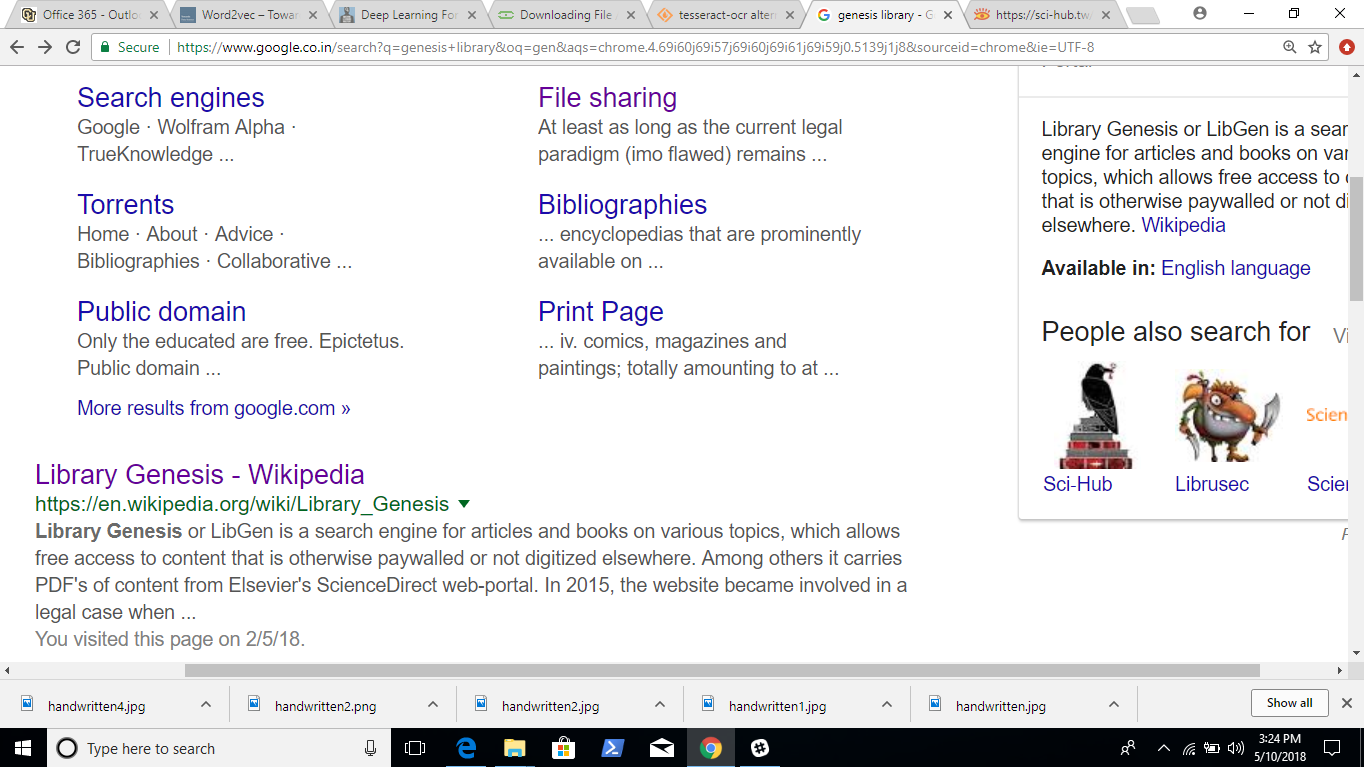 Office 365 - Outlo
Word2vec – Towar
Deep Learning For
Downloading File
tesseract-ocr altern
genesis library - G
https://sci-hub.tw
Secure
https://www.google.co.in/search?q=genesis+library&oq=gen&aqs=chrome.4.69i60j69i57j69i60j69i61j69i59j0.5139j1j8&sourceid=chrome&ie=UTF-8
Search engines
Google · Wolfram Alpha ·
TrueKnowledge ...
File sharing
At least as long as the current legal
paradigm (imo flawed) remains ...
Torrents
Home · About · Advice ·
Bibliographies · Collaborative ...
Bibliographies
... encyclopedias that are prominently
available on ...
Public domain
Only the educated are free. Epictetus.
Public domain ...
Print Page
... iv. comics, magazines and
paintings; totally amounting to at ...
More results from google.com »
Library Genesis - Wikipedia
https://en.wikipedia.org/wiki/Library_Genesis
Library Genesis or LibGen is a search engine for articles and books on various topics, which allows
free access to content that is otherwise paywalled or not digitized elsewhere. Among others it carries
PDF's of content from Elsevier's ScienceDirect web-portal. In 2015, the website became involved in a
legal case when ...
You visited this page on 2/5/18.
Library Genesis or LibGen is a sear
engine for articles and books on var
topics, which allows free access to
that is otherwise paywalled or not di
elsewhere. Wikipedia
Available in: English language
People also search for
Vi
Scien
Sci-Hub
Librusec
Scien
handwritten4.jpg
handwritten2.png
handwritten2.jpg
handwritten1.jpg
handwritten.jpg
Show all
Type here to search
3:24 PM
5/10/2018